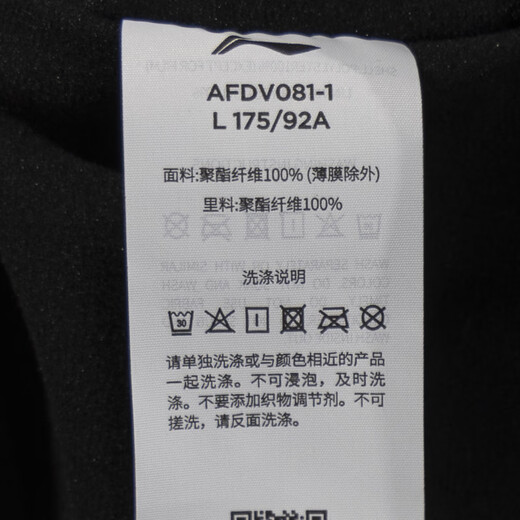 AFDV081-1
L 175/92A
面料:聚酯纤维100% (薄膜除外)
里料:聚酯纤维100%
洗涤说明
30
请单独洗涤或与颜色相近的产品
一起洗涤。不可浸泡，及时洗
涤。不要添加织物调节剂。不可
搓洗，请反面洗涤。